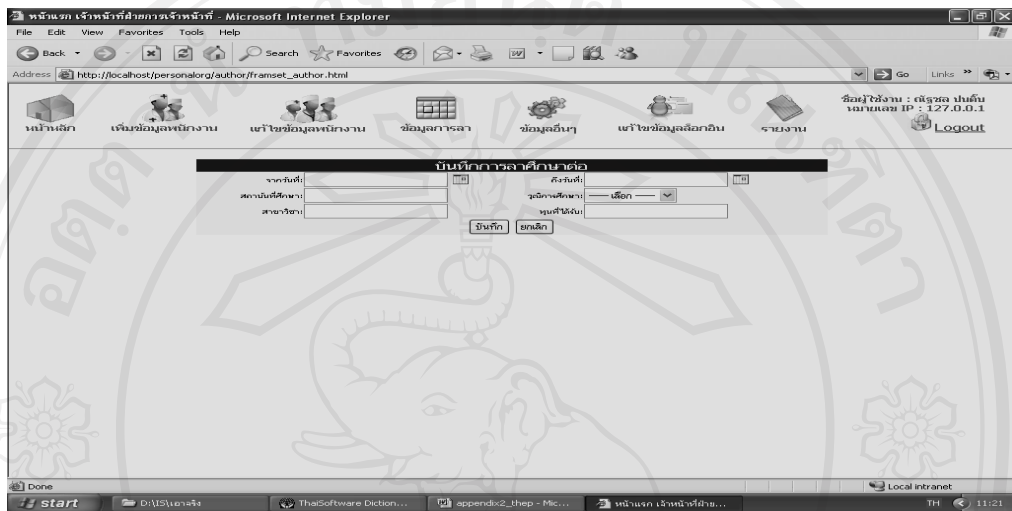 หน้าแรก เจ้าหน้าที่ฝ่ายการเจ้าหน้าที่ - Microsoft Internet Explorer
File Edit View Favorites Tools Help
Back Search Favorites
Address http://localhost/personalorg/author/framset_author.html Go Links
หน้าหลัก เพิ่มข้อมูลพนักงาน แก้ไขข้อมูลพนักงาน ข้อมูลการลา ข้อมูลอื่นๆ แก้ไขข้อมูลล็อกอิน รายงาน
ชื่อผู้ใช้งาน : ณัฐชล ปนตืบ
หมายเลข IP : 127.0.0.1
Logout
บันทึกการลาศึกษาต่อ
จากวันที่: ถึงวันที่:
สถาบันที่ศึกษา: วุฒิการศึกษา: ---- เลือก ----
สาขาวิชา: ทุนที่ได้รับ:
บันทึก ยกเลิก
Done Local intranet
start D:\IS\เอาจริง ThaiSoftware Diction... appendix2_thep - Mic... หน้าแรก เจ้าหน้าที่ฝ่าย... TH 11:21